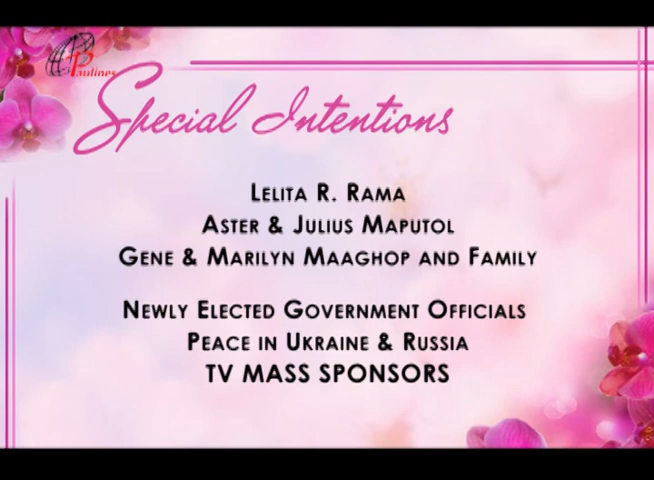 Paulines
Special Intentions
LELITA R. RAMA
ASTER & JULIUS MAPUTOL
GENE & MARILYN MAAGHOP AND FAMILY
NEWLY ELECTED GOVERNMENT OFFICIALS
PEACE IN UKRAINE & RUSSIA
TV MASS SPONSORS